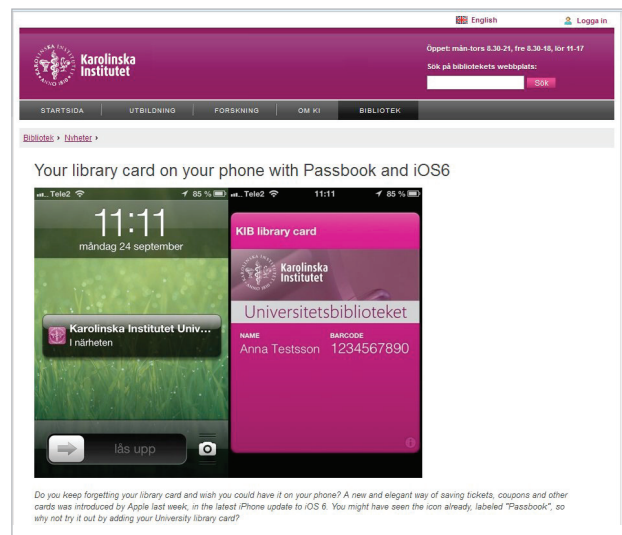 English
Logga in
Karolinska
Institutet
Öppet: mån-tors 8.30-21, fre 8.30-18, lör 11-17
Sök på bibliotekets webbplats:
Sök
STARTSIDA UTBILDNING FORSKNING OM KI BIBLIOTEK
Bibliotek › Nyheter ›
Your library card on your phone with Passbook and iOS6
Tele2 85 %
11:11
måndag 24 september
Karolinska Institutet Univ...
I närheten
lås upp
Tele2 11:11 85 %
KIB library card
Karolinska
Institutet
Universitetsbiblioteket
NAME BARCODE
Anna Testsson 1234567890
Do you keep forgetting your library card and wish you could have it on your phone? A new and elegant way of saving tickets, coupons and other
cards was introduced by Apple last week, in the latest iPhone update to iOS 6. You might have seen the icon already, labeled "Passbook", so
why not try it out by adding your University library card?